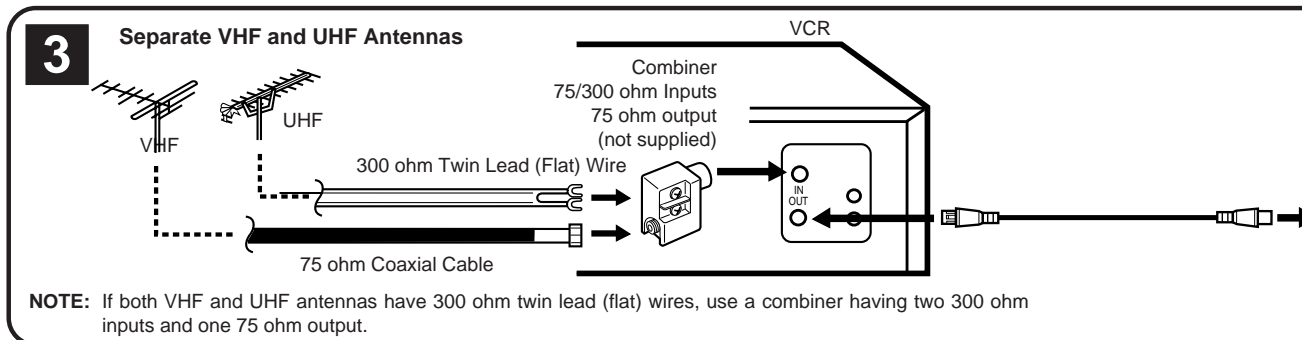 3
Separate VHF and UHF Antennas
VCR
Combiner
75/300 ohm Inputs
75 ohm output
(not supplied)
UHF
VHF
300 ohm Twin Lead (Flat) Wire
IN
OUT
75 ohm Coaxial Cable
NOTE: If both VHF and UHF antennas have 300 ohm twin lead (flat) wires, use a combiner having two 300 ohm
inputs and one 75 ohm output.